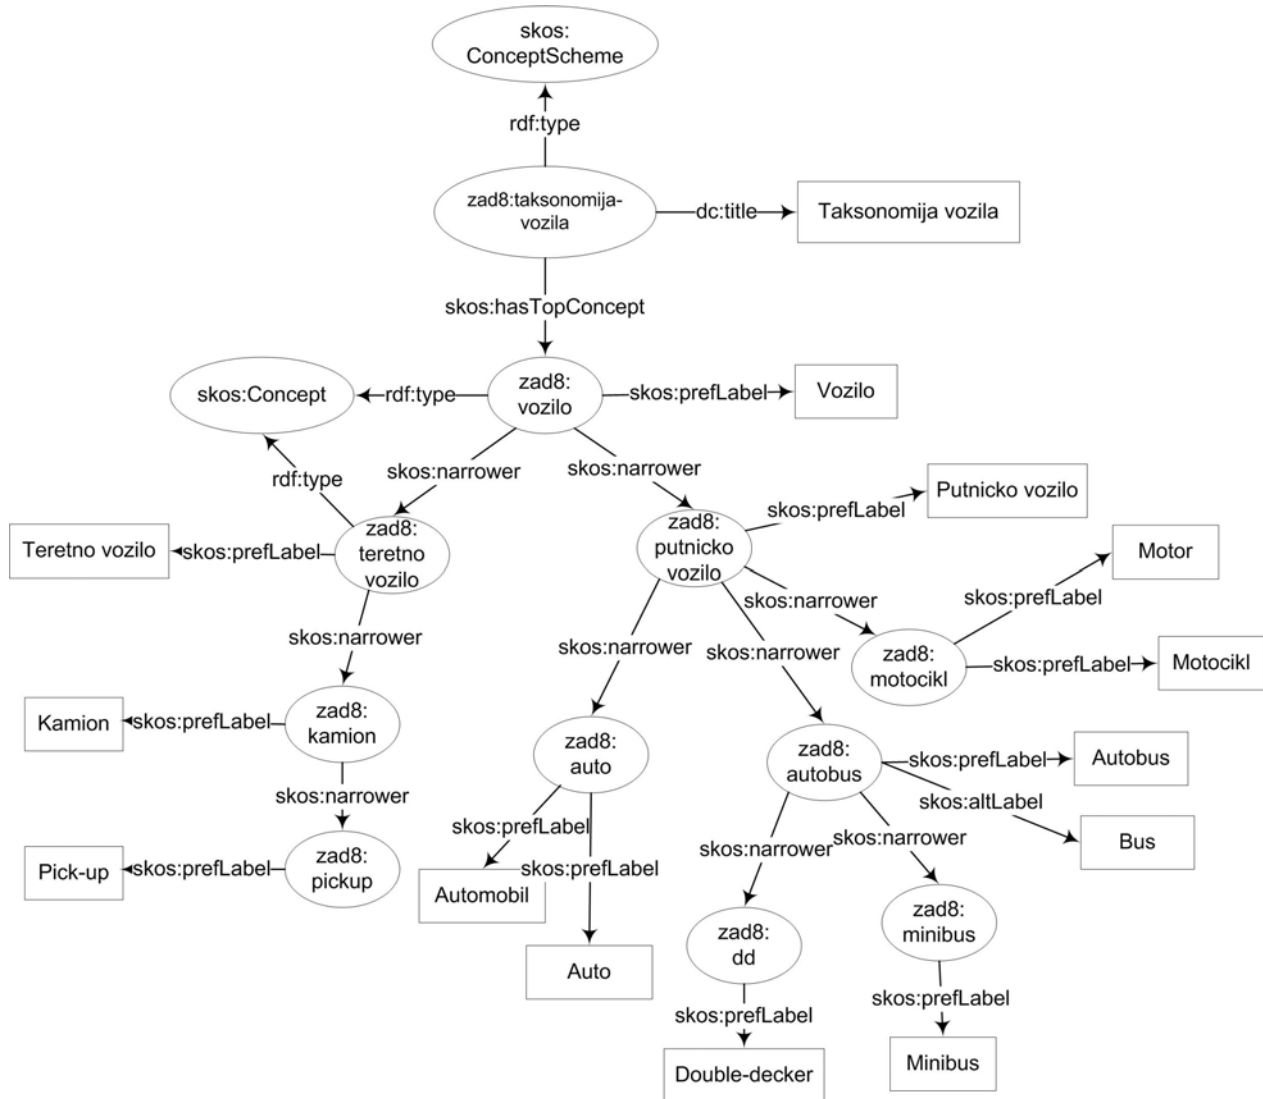 skos:
ConceptScheme
rdf:type
zad8:taksonomija-
vozila
dc:title
Taksonomija vozila
skos:hasTopConcept
skos:Concept
rdf:type
zad8:
vozilo
skos:prefLabel
Vozilo
skos:narrower
skos:narrower
rdf:type
Putnicko vozilo
skos:prefLabel
Teretno vozilo
skos:prefLabel
zad8:
teretno
vozilo
zad8:
putnicko
vozilo
Motor
skos:prefLabel
skos:narrower
skos:narrower
skos:narrower
skos:narrower
zad8:
motocikl
skos:prefLabel
Motocikl
Kamion
skos:prefLabel
zad8:
kamion
zad8:
auto
zad8:
autobus
skos:prefLabel
Autobus
skos:altLabel
Bus
skos:narrower
skos:prefLabel
skos:narrower
skos:narrower
Pick-up
skos:prefLabel
zad8:
pickup
skos:prefLabel
Automobil
Auto
zad8:
dd
zad8:
minibus
skos:prefLabel
skos:prefLabel
Double-decker
Minibus